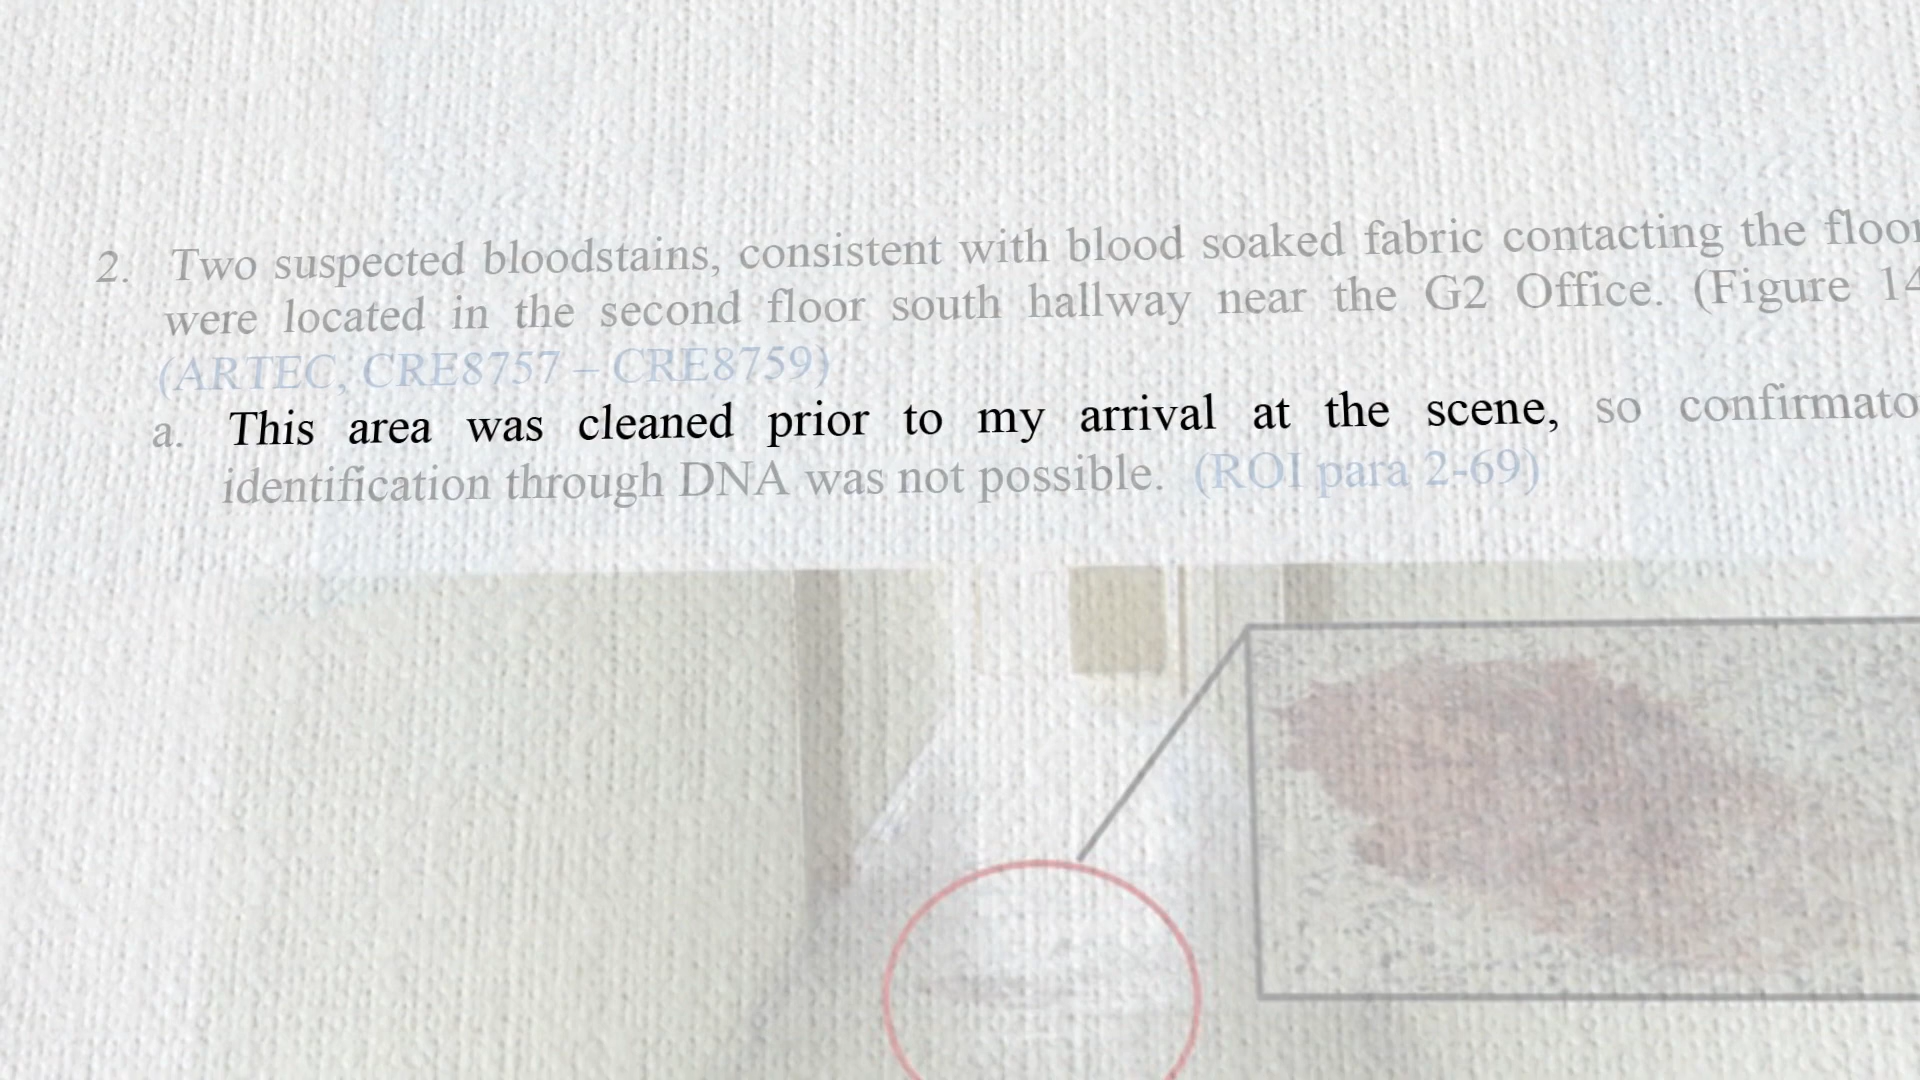 2. Two suspected bloodstains, consistent with blood soaked fabric contacting the floor
were located in the second floor south hallway near the G2 Office. (Figure 14
(ARTEC, CRE8757 – CRE8759)
a. This area was cleaned prior to my arrival at the scene, so confirmato
identification through DNA was not possible. (ROI para 2-69)